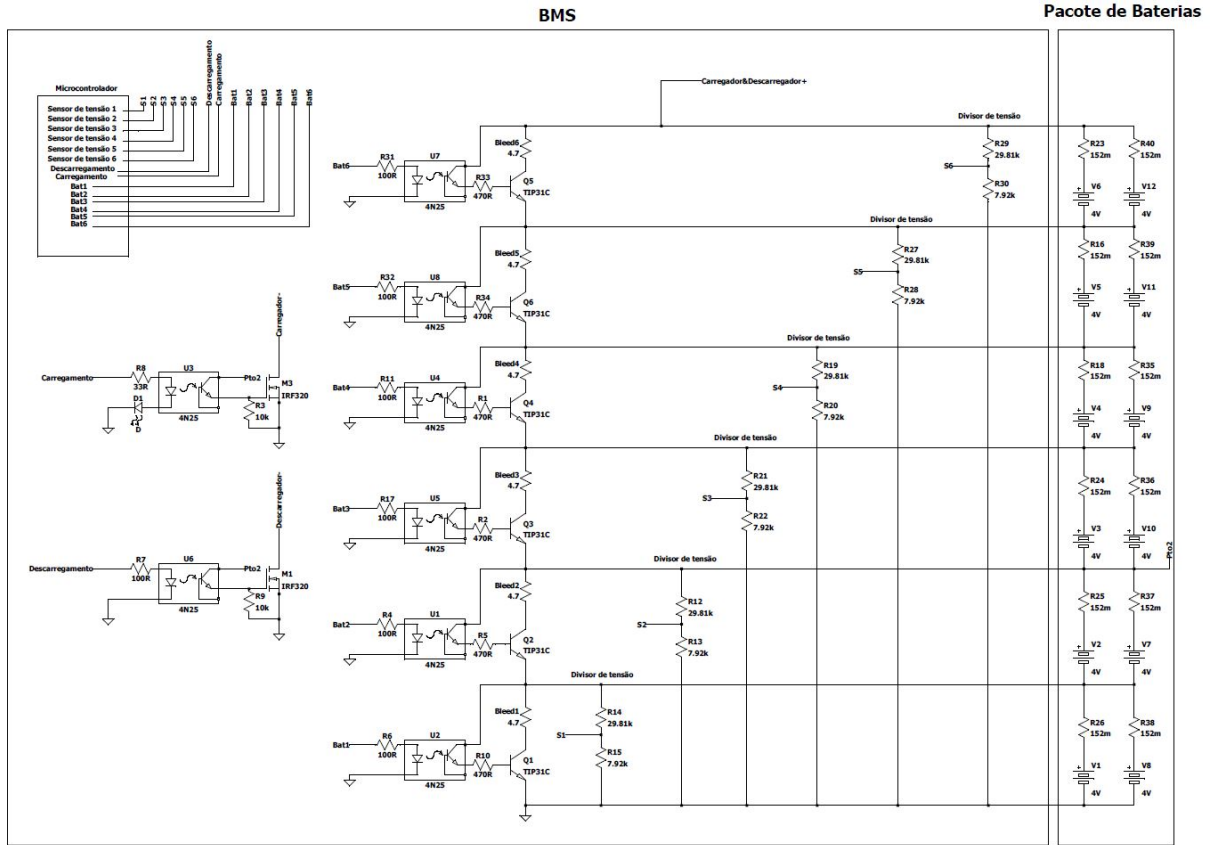 BMS
Pacote de Baterias
Microcontrolador
Sensor de tensão 1
Sensor de tensão 2
Sensor de tensão 3
Sensor de tensão 4
Sensor de tensão 5
Sensor de tensão 6
Descarregamento
Carregamento
Bat1
Bat2
Bat3
Bat4
Bat5
Bat6
S1
S2
S3
S4
S5
S6
Descarregamento
Carregamento
Bat1
Bat2
Bat3
Bat4
Bat5
Bat6
Carregador&Descarregador+
Divisor de tensão
Bleed6
4.7
Bat6
R31
100R
U7
4N25
R33
470R
Q5
TIP31C
S6
R29
29.81k
R30
7.92k
R23
152m
R40
152m
V6
4V
V12
4V
Divisor de tensão
Bleed5
4.7
Bat5
R32
100R
U8
4N25
R34
470R
Q6
TIP31C
S5
R27
29.81k
R28
7.92k
R16
152m
R39
152m
V5
4V
V11
4V
Carregador-
Carregamento
R8
33R
D1
D
U3
4N25
Pto2
M3
IRF320
R3
10k
Divisor de tensão
Bleed4
4.7
Bat4
R11
100R
U4
4N25
R1
470R
Q4
TIP31C
S4
R19
29.81k
R20
7.92k
R18
152m
R35
152m
V4
4V
V9
4V
Divisor de tensão
Bleed3
4.7
Bat3
R17
100R
U5
4N25
R2
470R
Q3
TIP31C
S3
R21
29.81k
R22
7.92k
R24
152m
R36
152m
V3
4V
V10
4V
Pto2
Descarregador-
Descarregamento
R7
100R
U6
4N25
Pto2
M1
IRF320
R9
10k
Divisor de tensão
Bleed2
4.7
Bat2
R4
100R
U1
4N25
R5
470R
Q2
TIP31C
S2
R12
29.81k
R13
7.92k
R25
152m
R37
152m
V2
4V
V7
4V
Divisor de tensão
Bleed1
4.7
Bat1
R6
100R
U2
4N25
R10
470R
Q1
TIP31C
S1
R14
29.81k
R15
7.92k
R26
152m
R38
152m
V1
4V
V8
4V